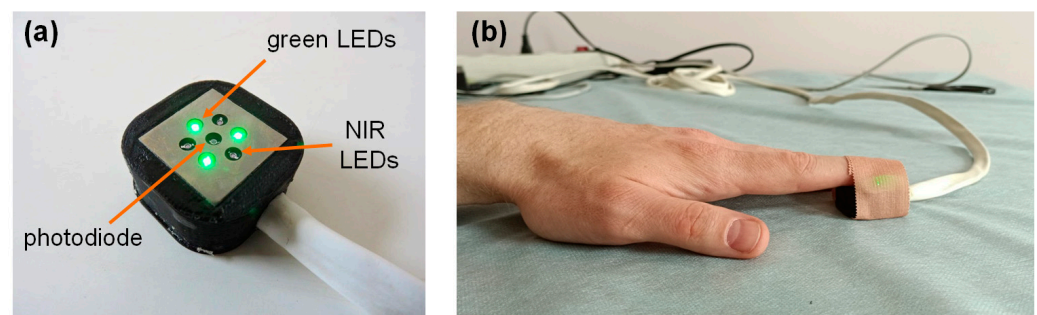 (a)
green LEDs
NIR
LEDs
photodiode
(b)